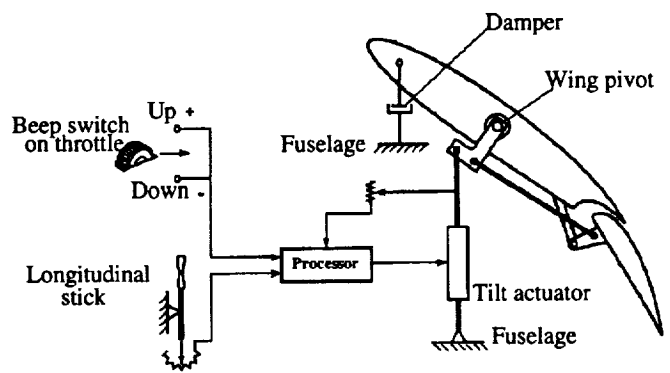 Damper
Wing pivot
Up +
Beep switch
on throttle
Fuselage
Down -
Processor
Longitudinal
stick
Tilt actuator
Fuselage